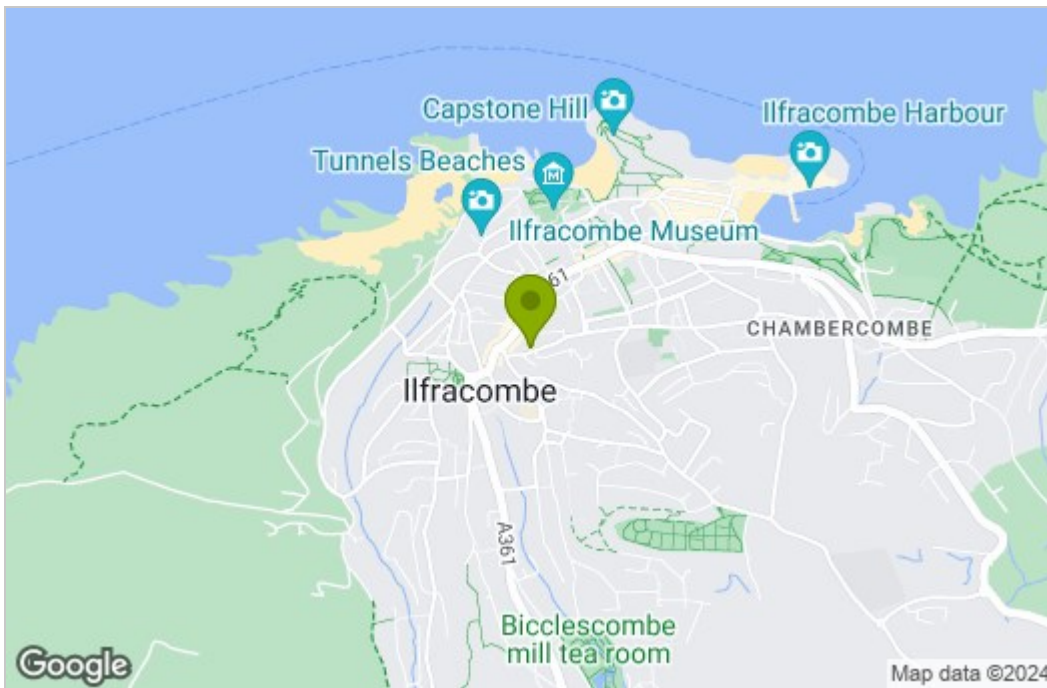 Capstone Hill
Ilfracombe Harbour
Tunnels Beaches
Ilfracombe Museum
61
CHAMBERCOMBE
Ilfracombe
A361
Bicclescombe
mill tea room
Google
Map data ©2024